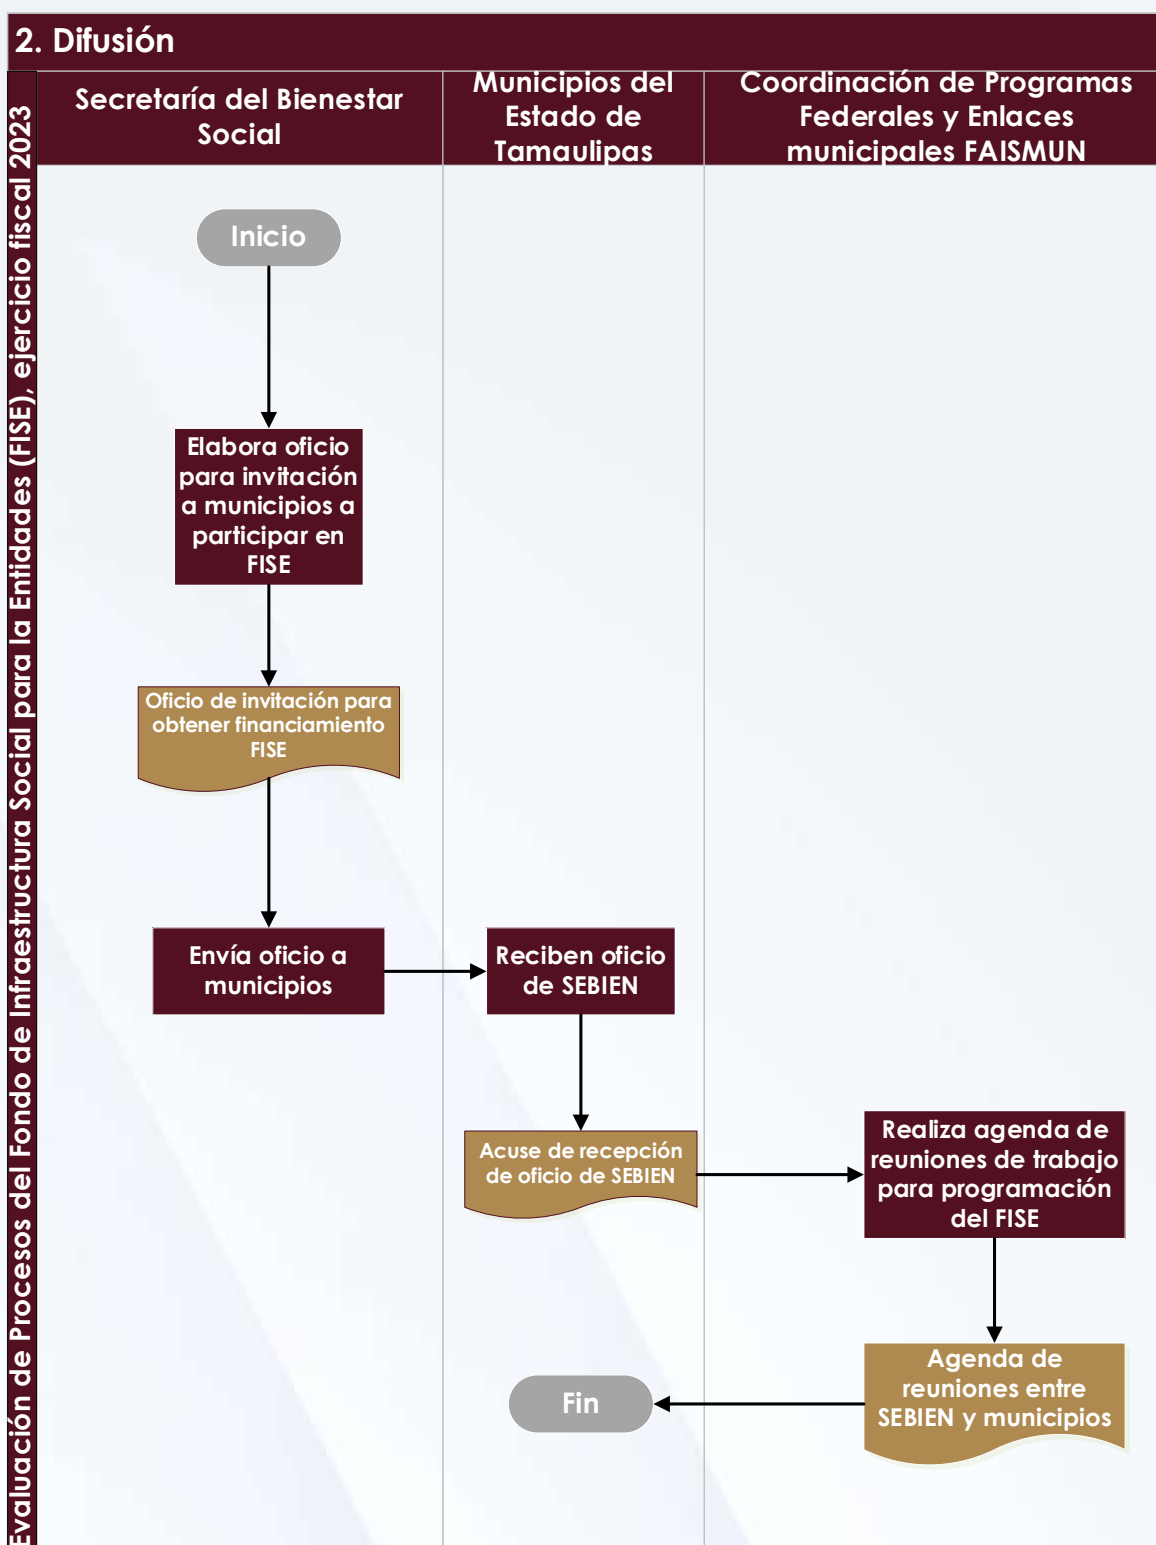 2. Difusión
Evaluación de Procesos del Fondo de Infraestructura Social para la Entidades (FISE), ejercicio fiscal 2023
Secretaría del Bienestar
Social
Municipios del
Estado de
Tamaulipas
Coordinación de Programas
Federales y Enlaces
municipales FAISMUN
Inicio
Elabora oficio
para invitación
a municipios a
participar en
FISE
Oficio de invitación para
obtener financiamiento
FISE
Envía oficio a
municipios
Reciben oficio
de SEBIEN
Acuse de recepción
de oficio de SEBIEN
Realiza agenda de
reuniones de trabajo
para programación
del FISE
Agenda de
reuniones entre
SEBIEN y municipios
Fin